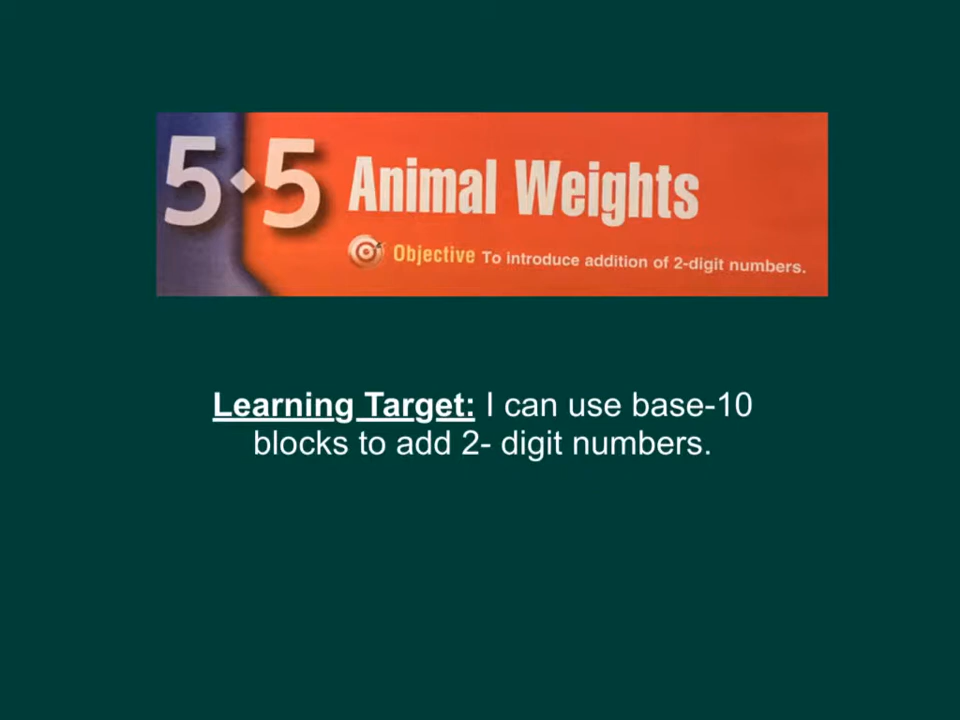 5•5 Animal Weights
Objective To introduce addition of 2-digit numbers.
Learning Target: I can use base-10
blocks to add 2- digit numbers.